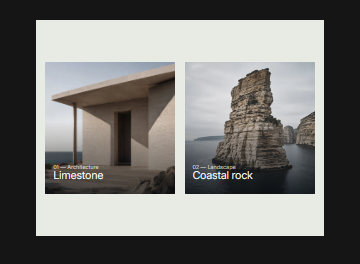 01 — Architecture
Limestone
02 — Landscape
Coastal rock